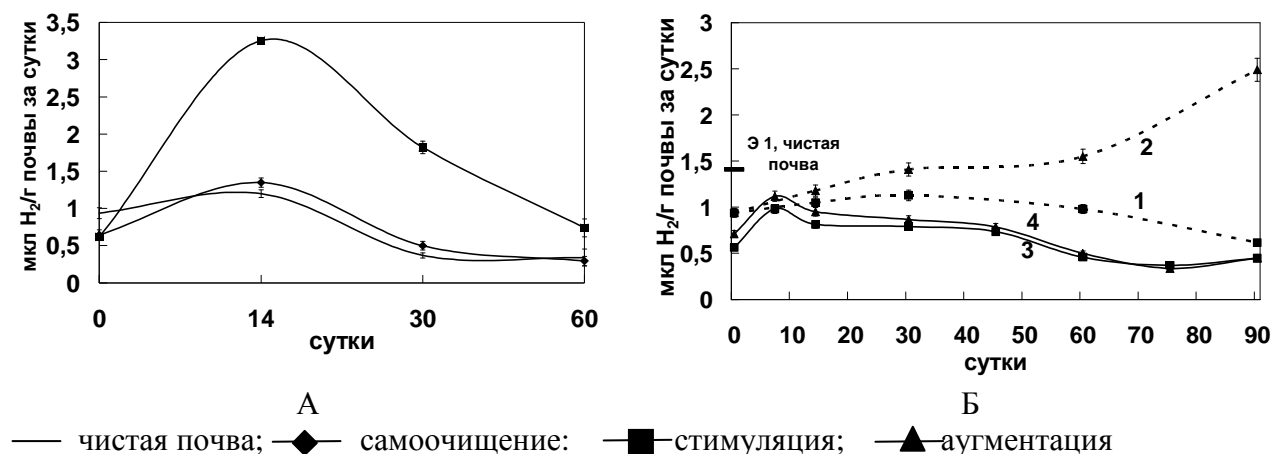 мкл H₂/г почвы за сутки
3,5
3
2,5
2
1,5
1
0,5
0
0 14 30 60
сутки
А
мкл H₂/г почвы за сутки
3
2,5
2
1,5
1
0,5
0
Э 1, чистая
почва
2
1
4
3
0 10 20 30 40 50 60 70 80 90
сутки
Б
чистая почва; самоочищение: стимуляция; аугментация